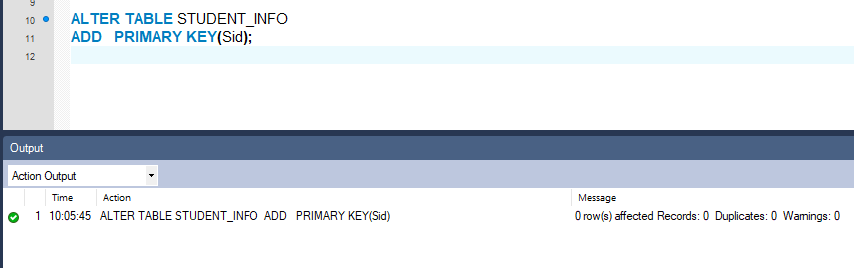 9
10 ALTER TABLE STUDENT_INFO
11 ADD PRIMARY KEY(Sid);
12
Output
Action Output
Time Action Message
1 10:05:45 ALTER TABLE STUDENT_INFO ADD PRIMARY KEY(Sid) 0 row(s) affected Records: 0 Duplicates: 0 Warnings: 0